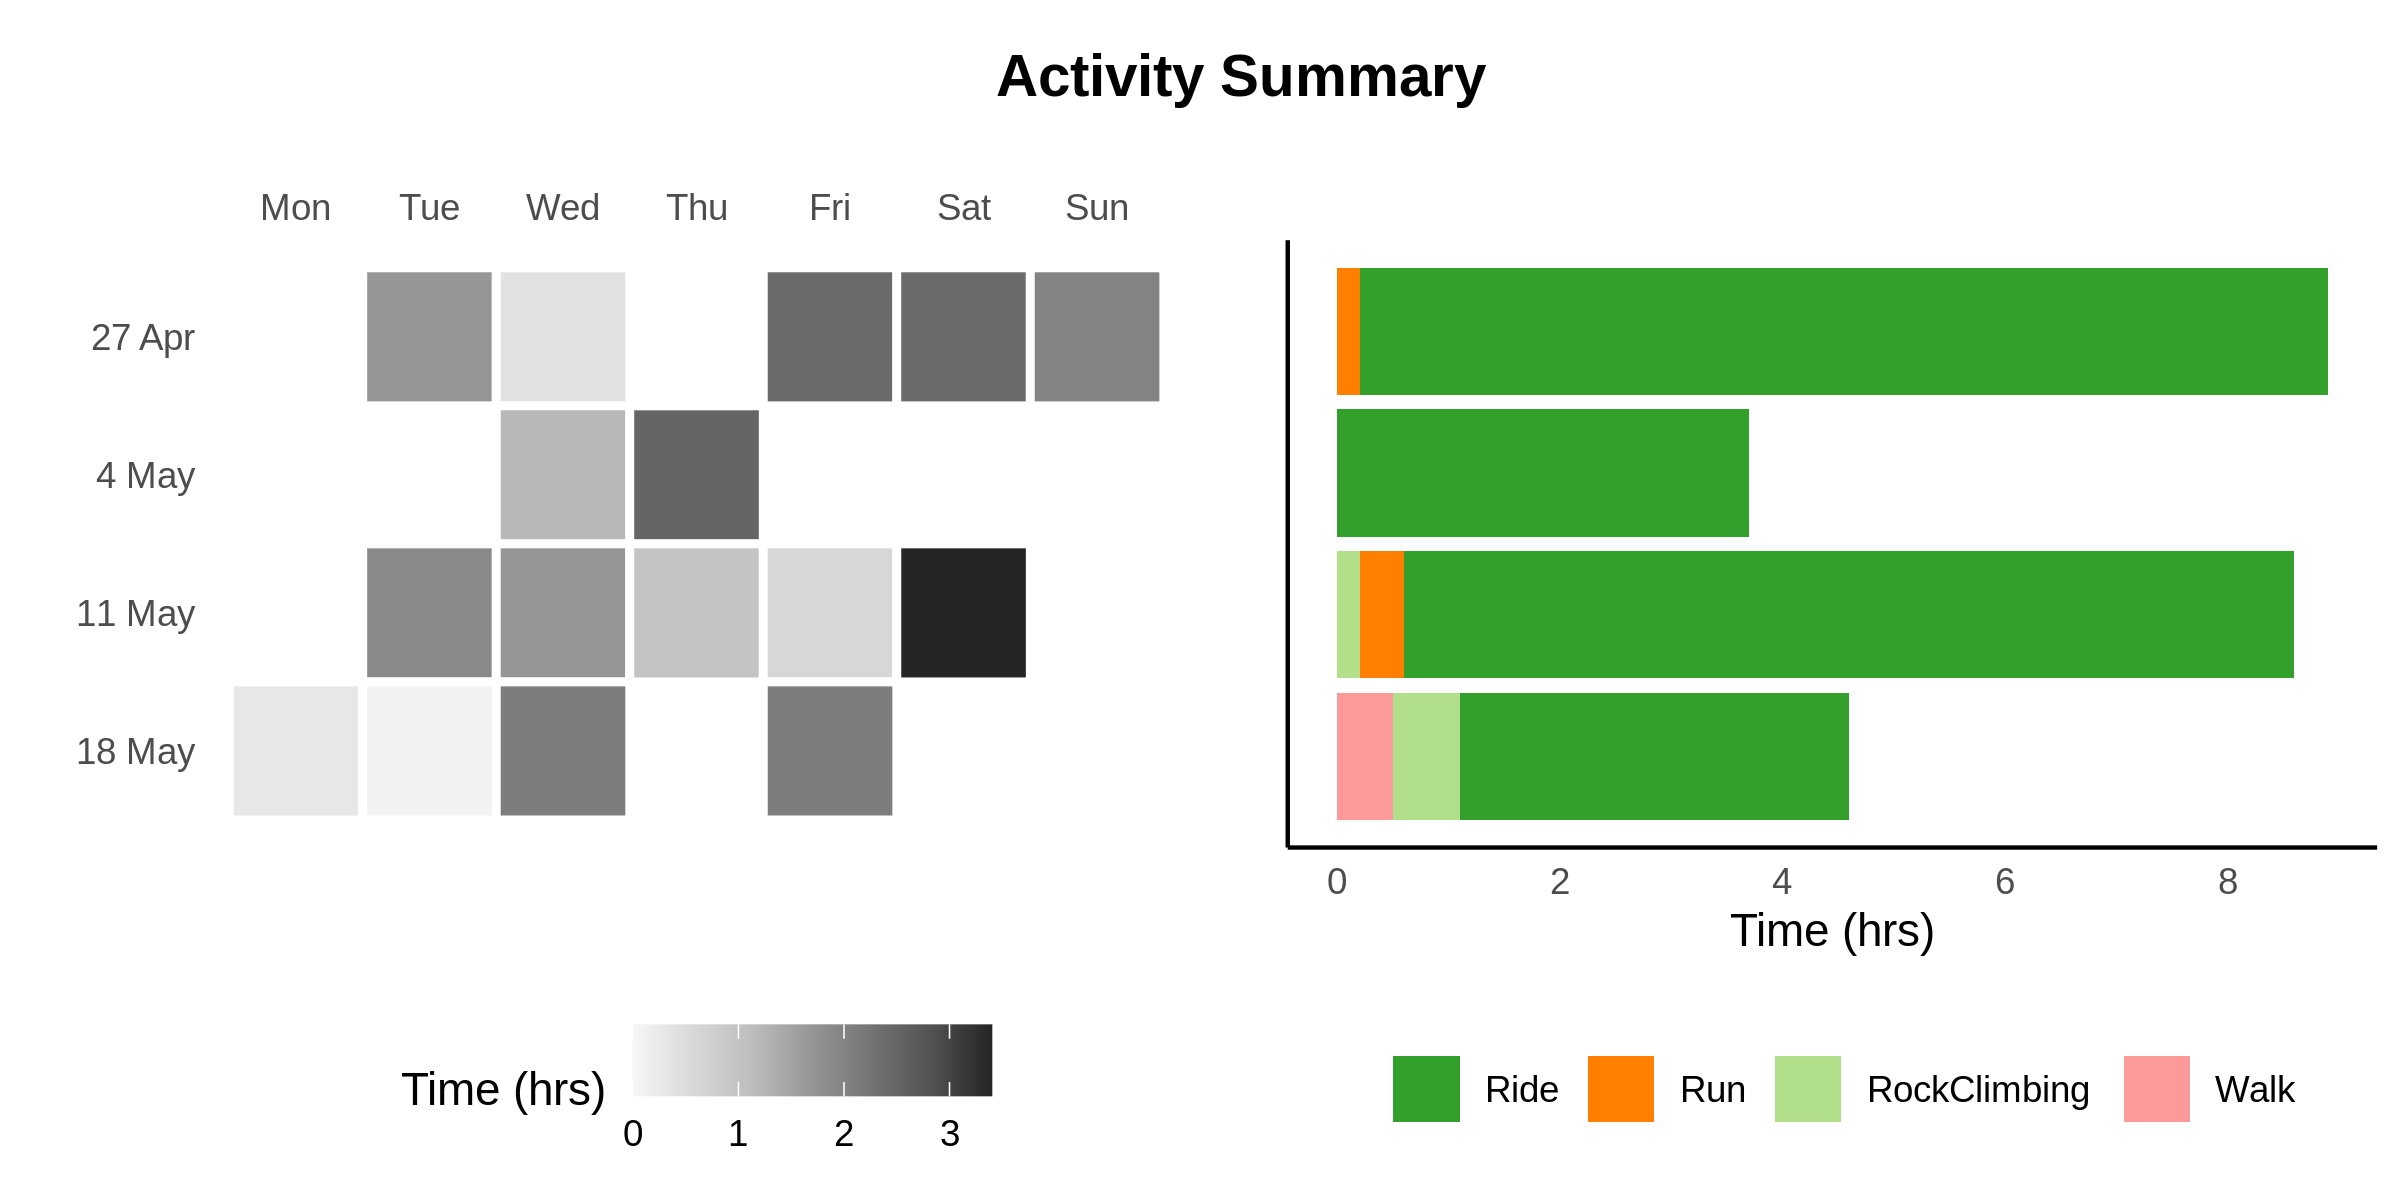 Activity Summary
Mon Tue Wed Thu Fri Sat Sun
27 Apr
4 May
11 May
18 May
0 2 4 6 8
Time (hrs)
Time (hrs)
0 1 2 3
Ride Run RockClimbing Walk